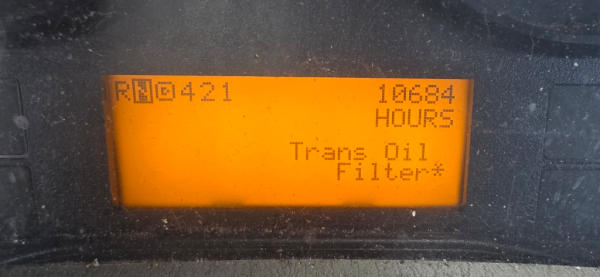 RND421 10684
HOURS
Trans Oil
Filter*